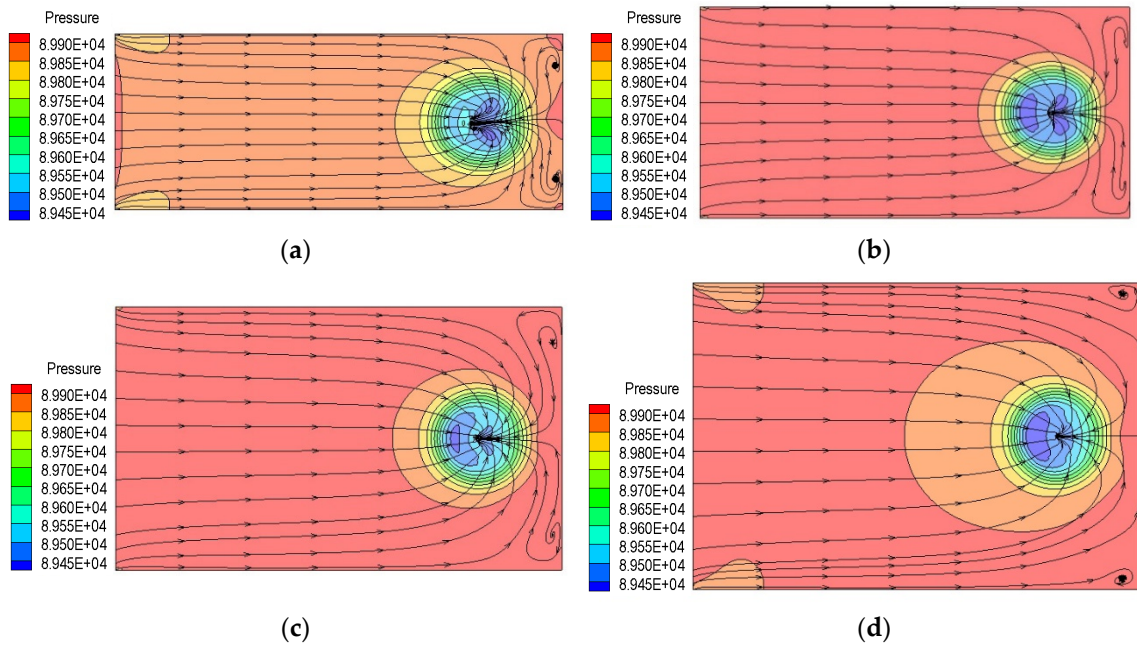 Pressure
8.990E+04
8.985E+04
8.980E+04
8.975E+04
8.970E+04
8.965E+04
8.960E+04
8.955E+04
8.950E+04
8.945E+04
(a)
Pressure
8.990E+04
8.985E+04
8.980E+04
8.975E+04
8.970E+04
8.965E+04
8.960E+04
8.955E+04
8.950E+04
8.945E+04
(b)
Pressure
8.990E+04
8.985E+04
8.980E+04
8.975E+04
8.970E+04
8.965E+04
8.960E+04
8.955E+04
8.950E+04
8.945E+04
(c)
Pressure
8.990E+04
8.985E+04
8.980E+04
8.975E+04
8.970E+04
8.965E+04
8.960E+04
8.955E+04
8.950E+04
8.945E+04
(d)